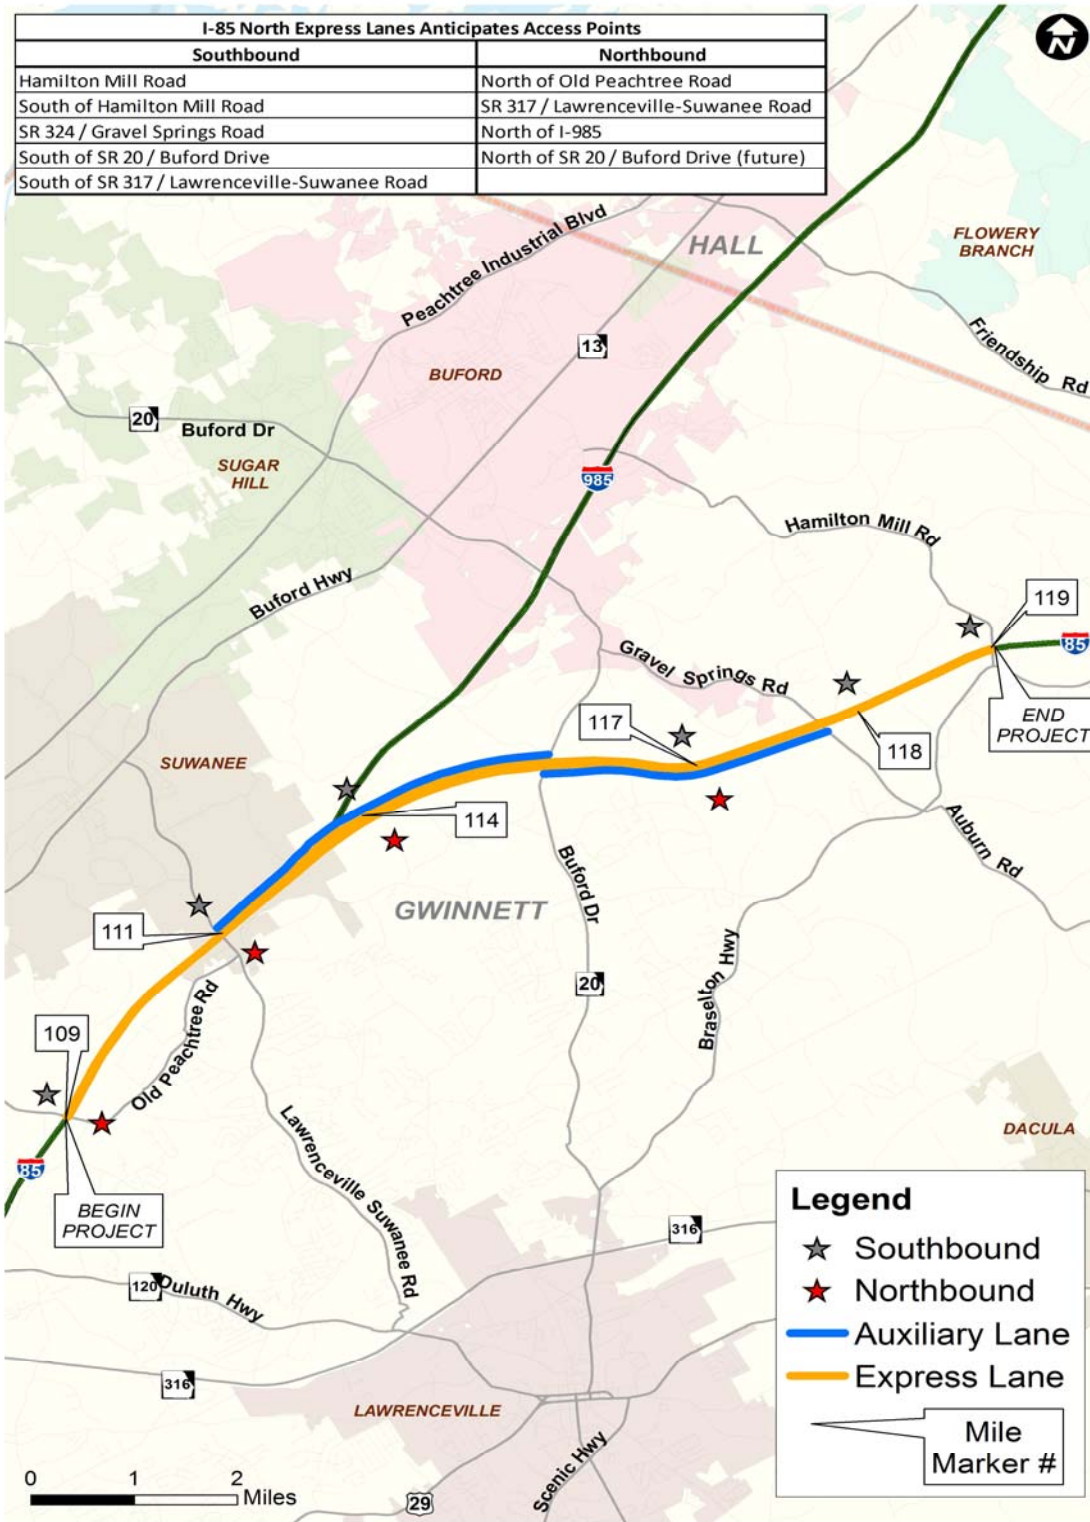 I-85 North Express Lanes Anticipates Access Points
Southbound
Northbound
Hamilton Mill Road
North of Old Peachtree Road
South of Hamilton Mill Road
SR 317 / Lawrenceville-Suwanee Road
SR 324 / Gravel Springs Road
North of I-985
South of SR 20 / Buford Drive
North of SR 20 / Buford Drive (future)
South of SR 317 / Lawrenceville-Suwanee Road
N
Peachtree Industrial Blvd
HALL
FLOWERY
BRANCH
13
Friendship Rd
BUFORD
20
Buford Dr
SUGAR
HILL
985
Hamilton Mill Rd
Buford Hwy
119
85
Gravel Springs Rd
END
PROJECT
117
118
SUWANEE
114
Auburn Rd
Buford Dr
GWINNETT
111
20
Braselton Hwy
Old Peachtree Rd
109
Lawrenceville Suwanee Rd
DACULA
85
BEGIN
PROJECT
316
120
Duluth Hwy
316
LAWRENCEVILLE
Scenic Hwy
29
0 1 2
Miles
Legend
Southbound
Northbound
Auxiliary Lane
Express Lane
Mile
Marker #